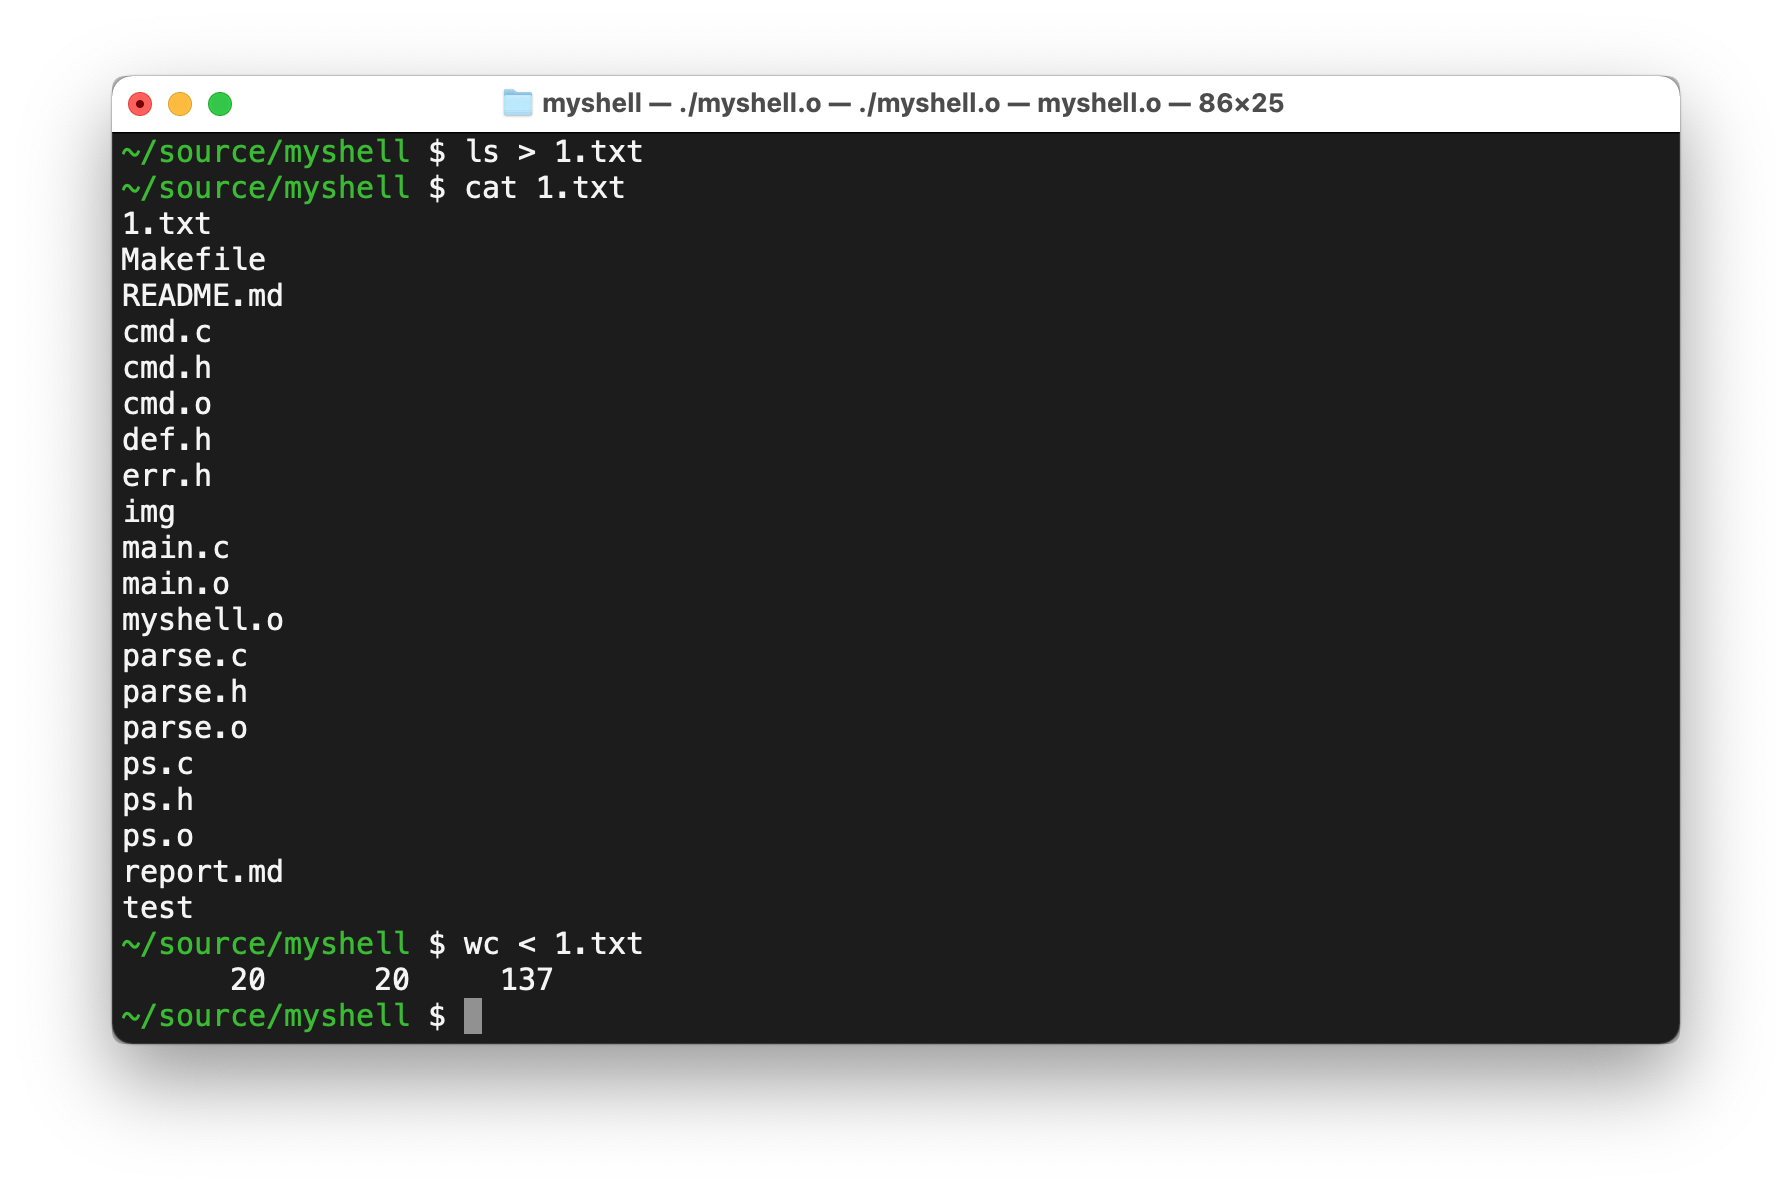 myshell — ./myshell.o — ./myshell.o — myshell.o — 86×25
~/source/myshell $ ls > 1.txt
~/source/myshell $ cat 1.txt
1.txt
Makefile
README.md
cmd.c
cmd.h
cmd.o
def.h
err.h
img
main.c
main.o
myshell.o
parse.c
parse.h
parse.o
ps.c
ps.h
ps.o
report.md
test
~/source/myshell $ wc < 1.txt
      20      20     137
~/source/myshell $